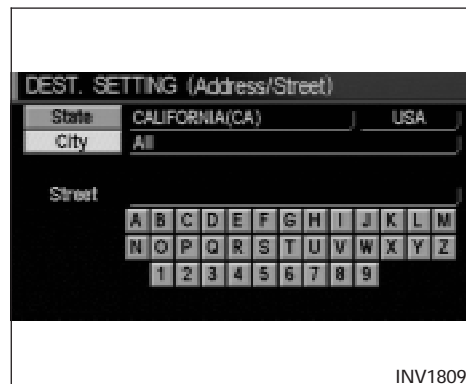 DEST. SETTING (Address/Street)
State CALIFORNIA(CA) USA
City All
Street
A B C D E F G H I J K L M
N O P Q R S T U V W X Y Z
1 2 3 4 5 6 7 8 9
INV1809